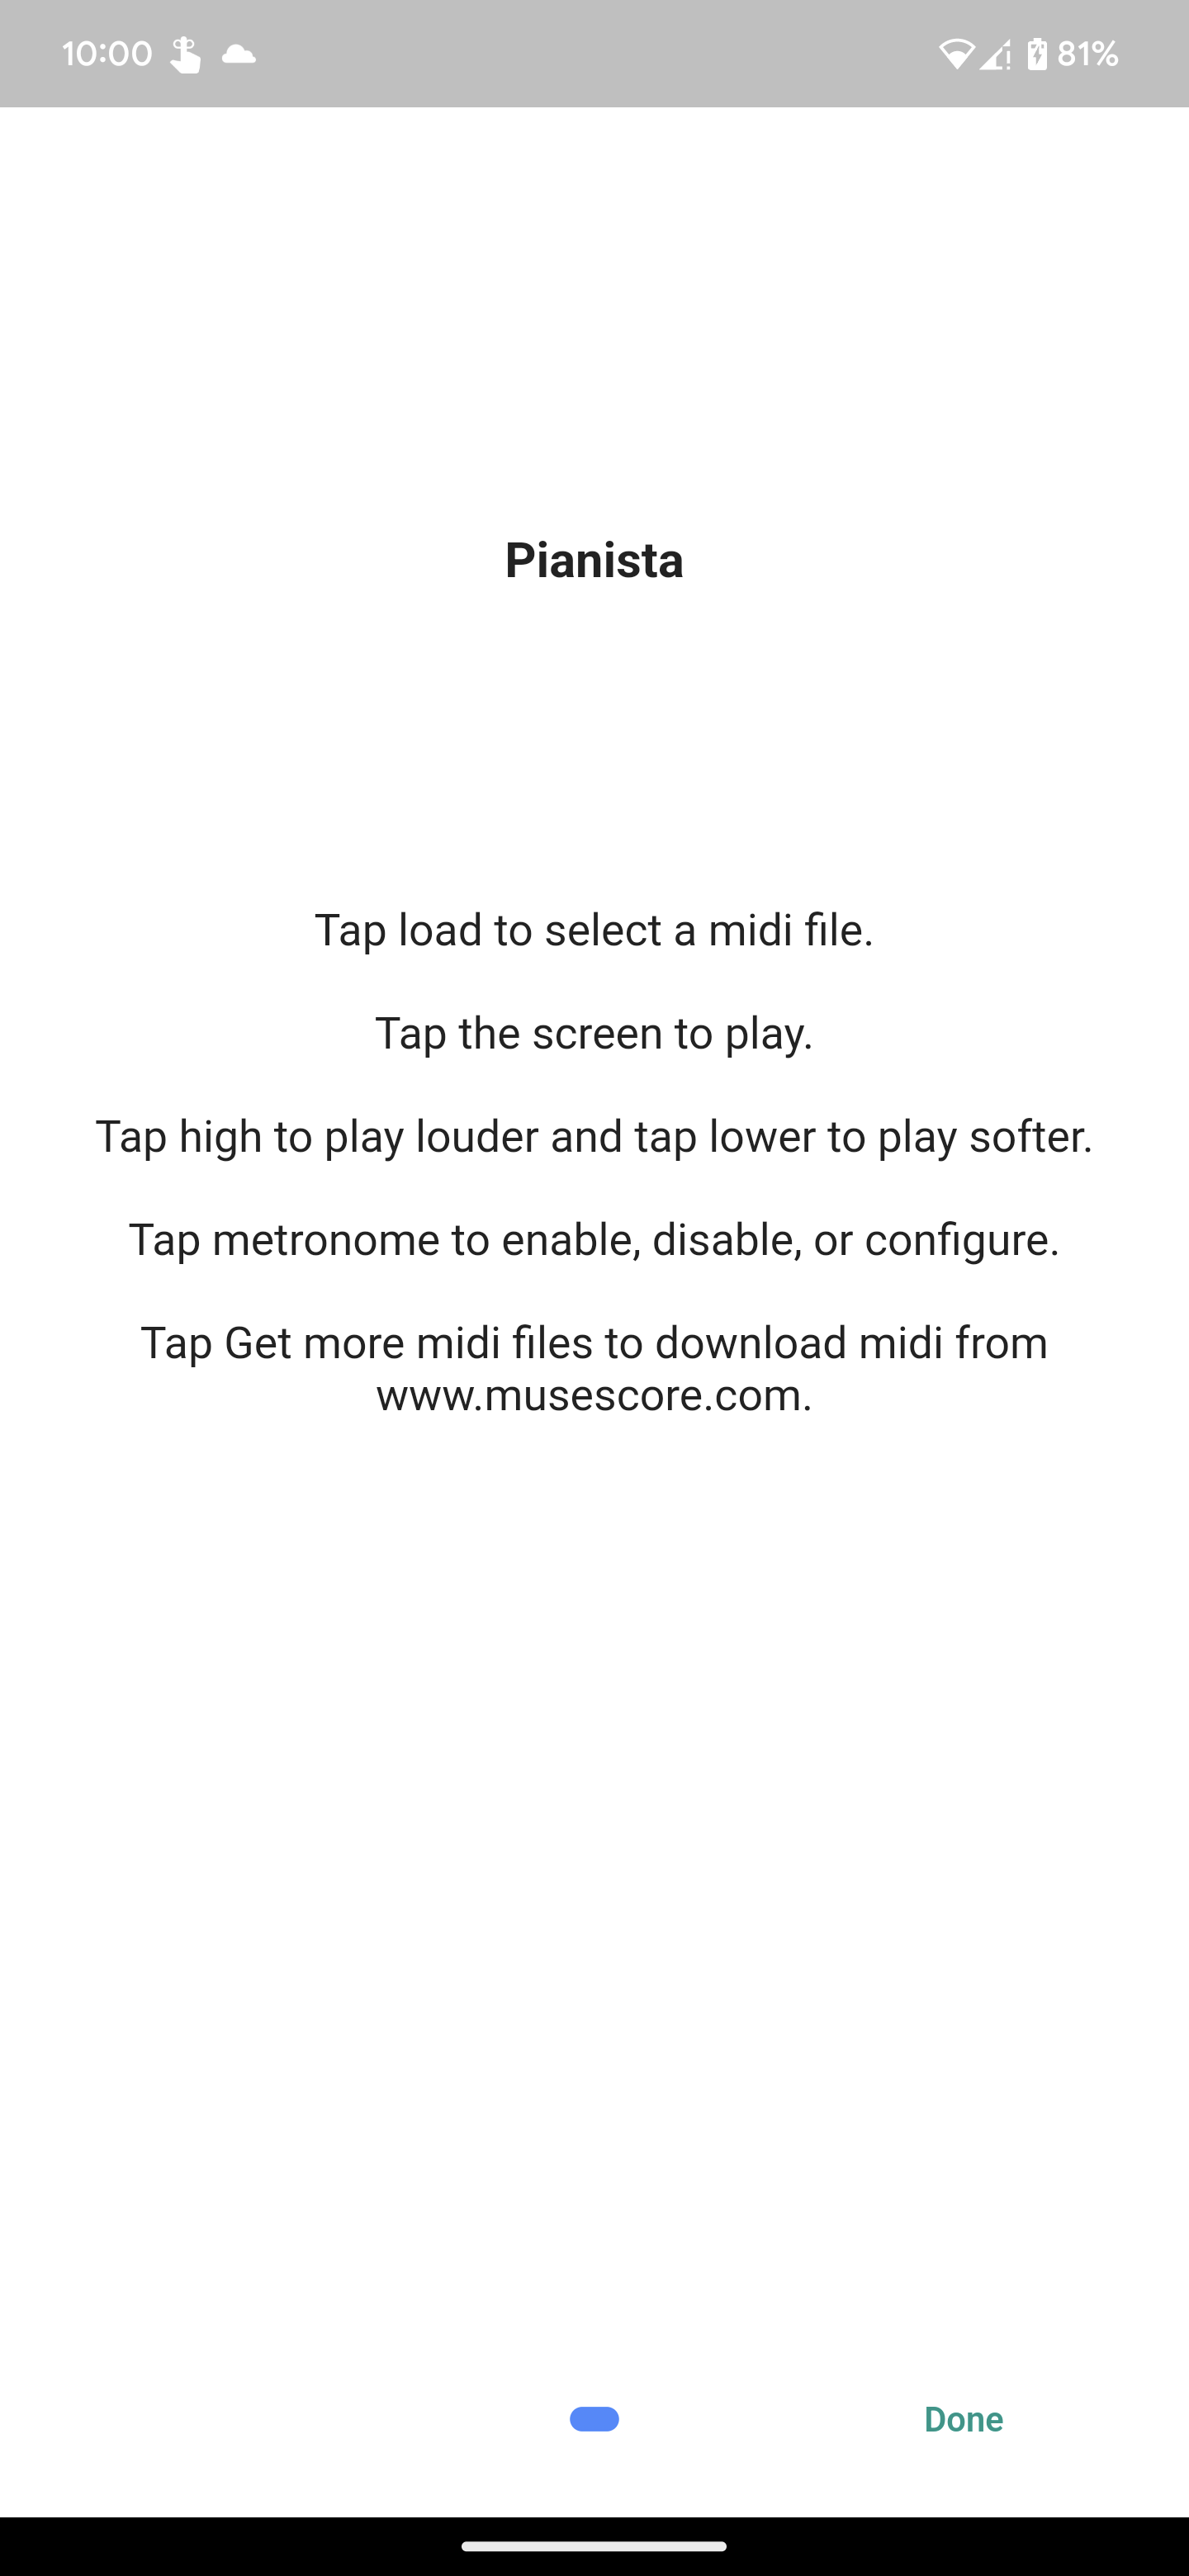 10:00
81%
Pianista
Tap load to select a midi file.
Tap the screen to play.
Tap high to play louder and tap lower to play softer.
Tap metronome to enable, disable, or configure.
Tap Get more midi files to download midi from
www.musescore.com.
Done